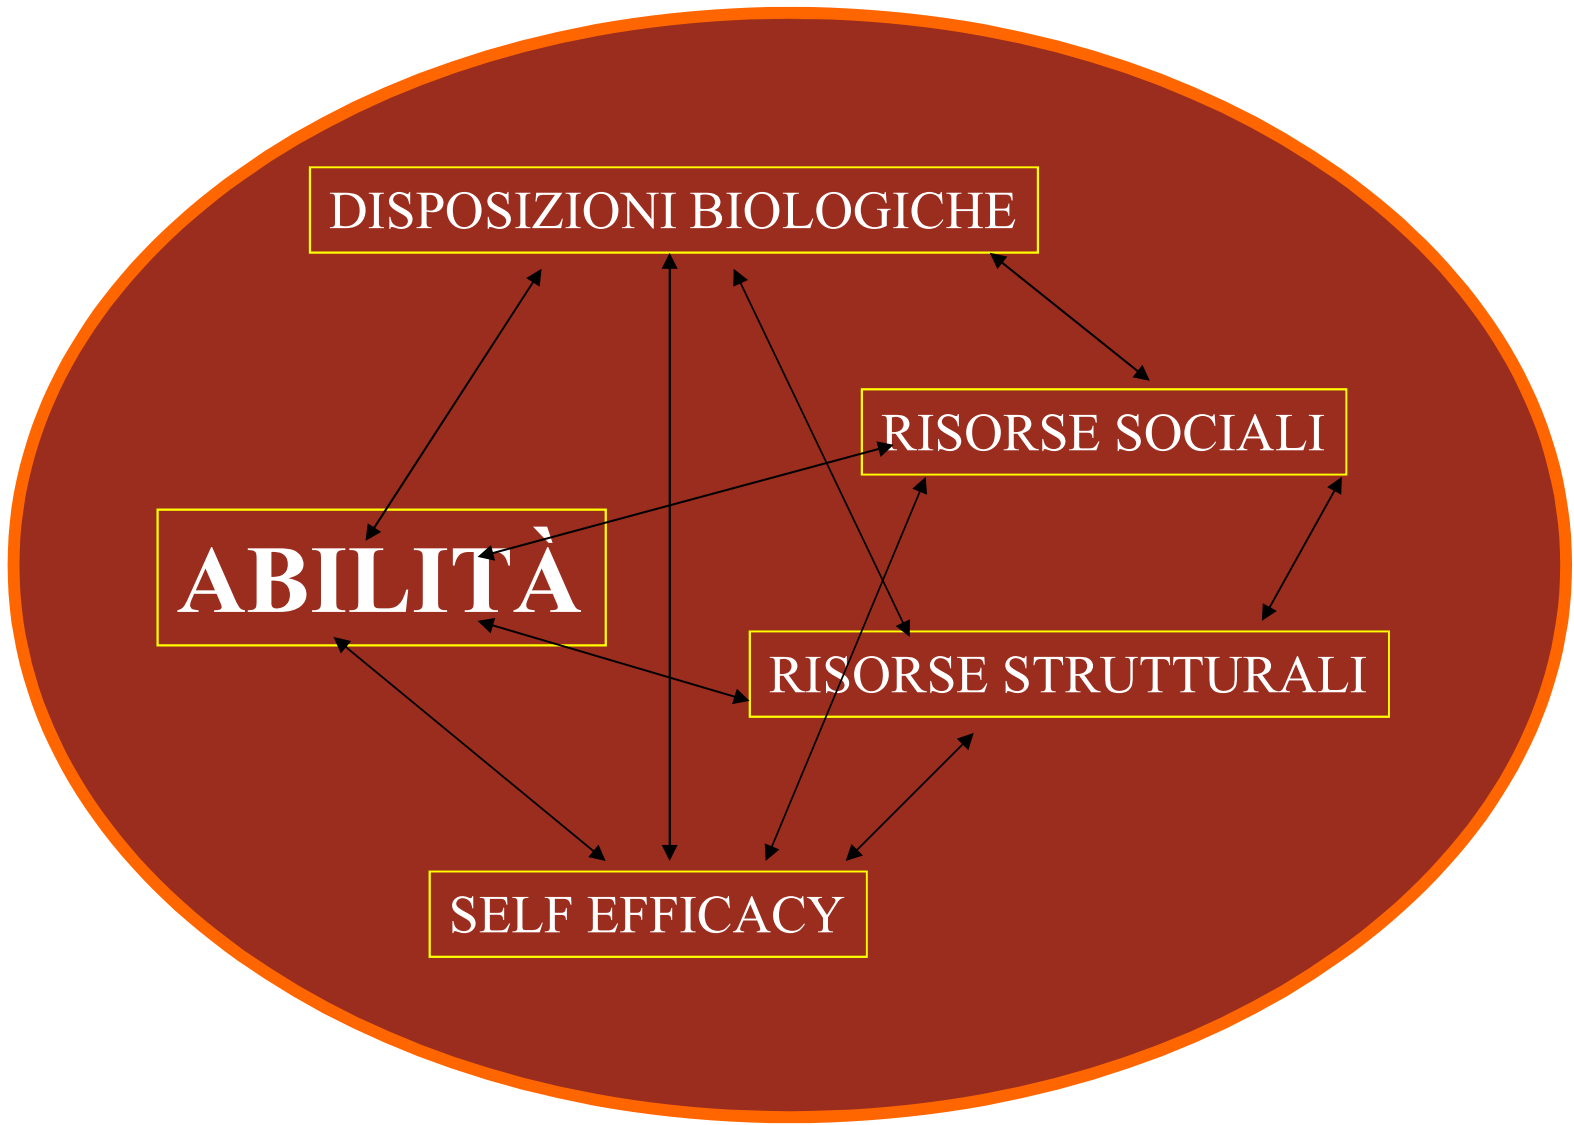 DISPOSIZIONI BIOLOGICHE
RISORSE SOCIALI
ABILITÀ
RISORSE STRUTTURALI
SELF EFFICACY